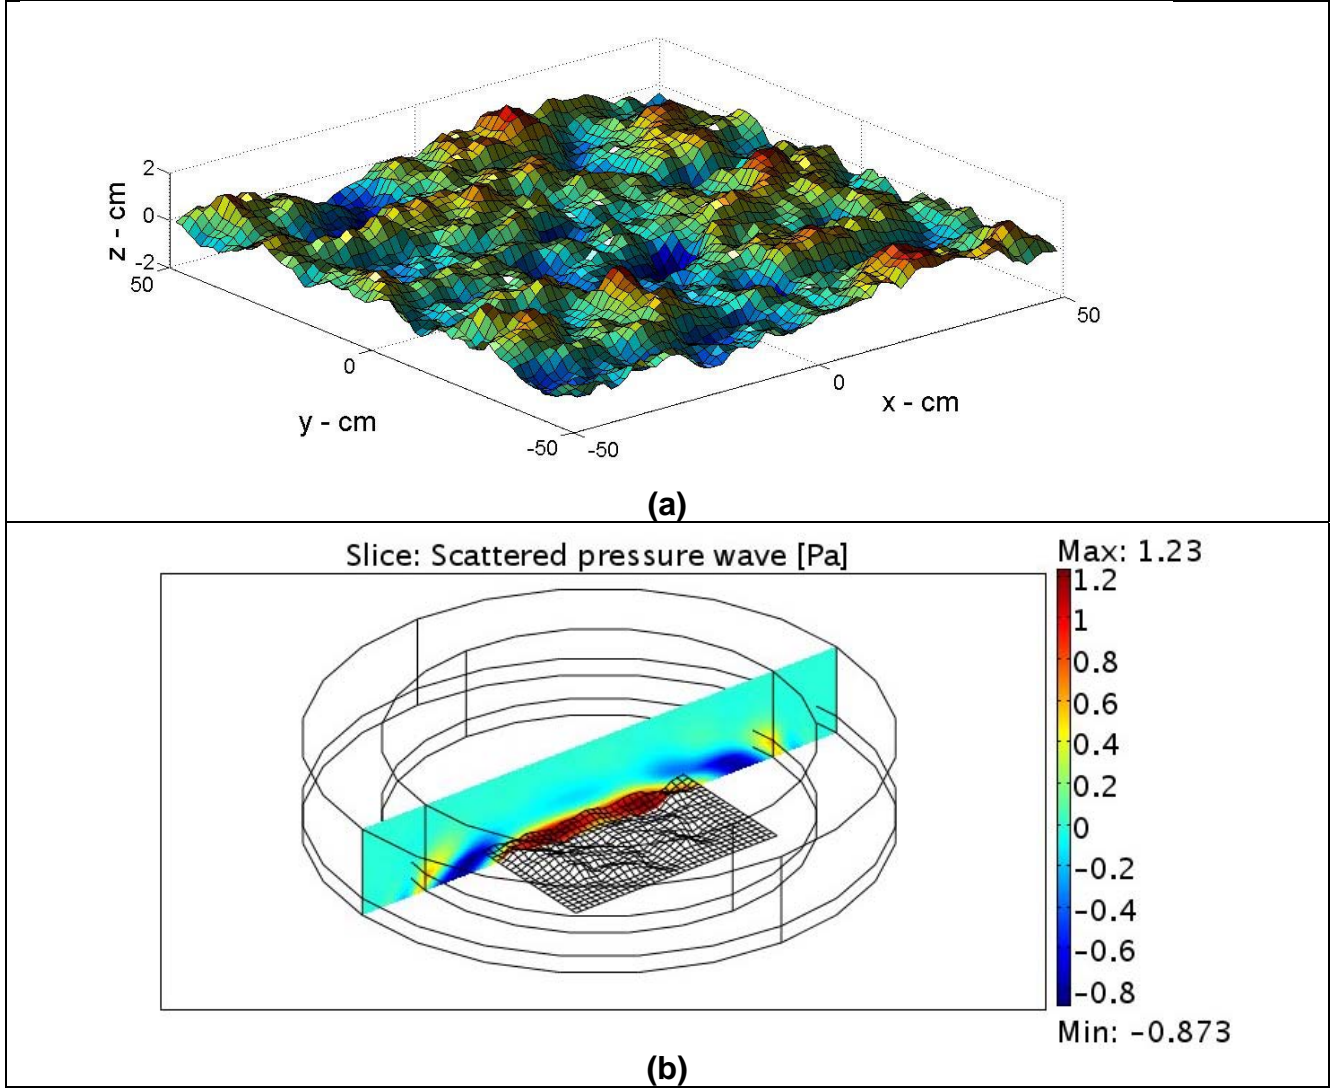 2
0
-2
z - cm
50
0
y - cm
-50
-50
0
x - cm
50
(a)
Slice: Scattered pressure wave [Pa]
Max: 1.23
1.2
1
0.8
0.6
0.4
0.2
0
-0.2
-0.4
-0.6
-0.8
Min: -0.873
(b)